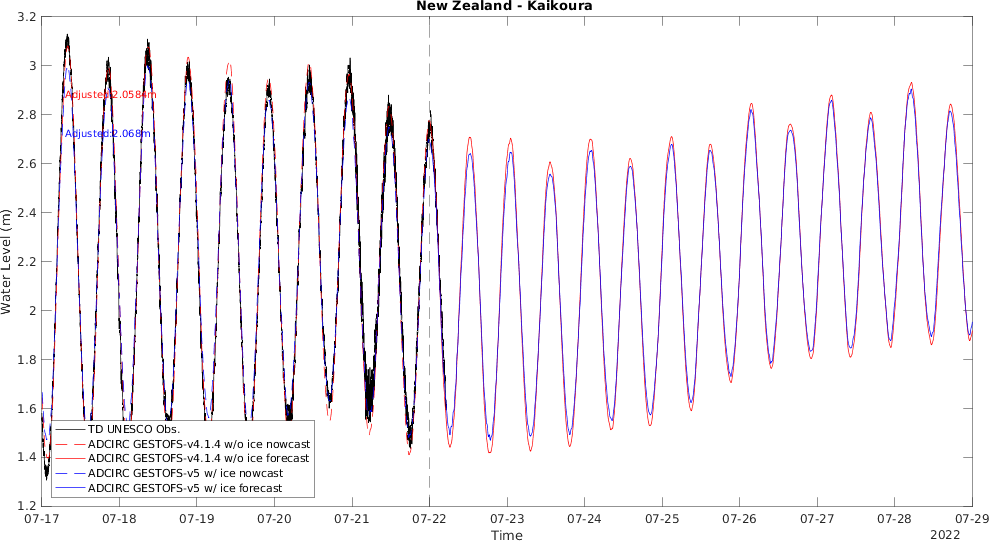 New Zealand - Kaikoura
3.2
3
2.8
2.6
2.4
2.2
2
1.8
1.6
1.4
1.2
Water Level (m)
Adjusted:2.0584m
Adjusted:2.068m
TD UNESCO Obs.
ADCIRC GESTOFS-v4.1.4 w/o ice nowcast
ADCIRC GESTOFS-v4.1.4 w/o ice forecast
ADCIRC GESTOFS-v5 w/ ice nowcast
ADCIRC GESTOFS-v5 w/ ice forecast
07-17 07-18 07-19 07-20 07-21 07-22 07-23 07-24 07-25 07-26 07-27 07-28 07-29
Time
2022